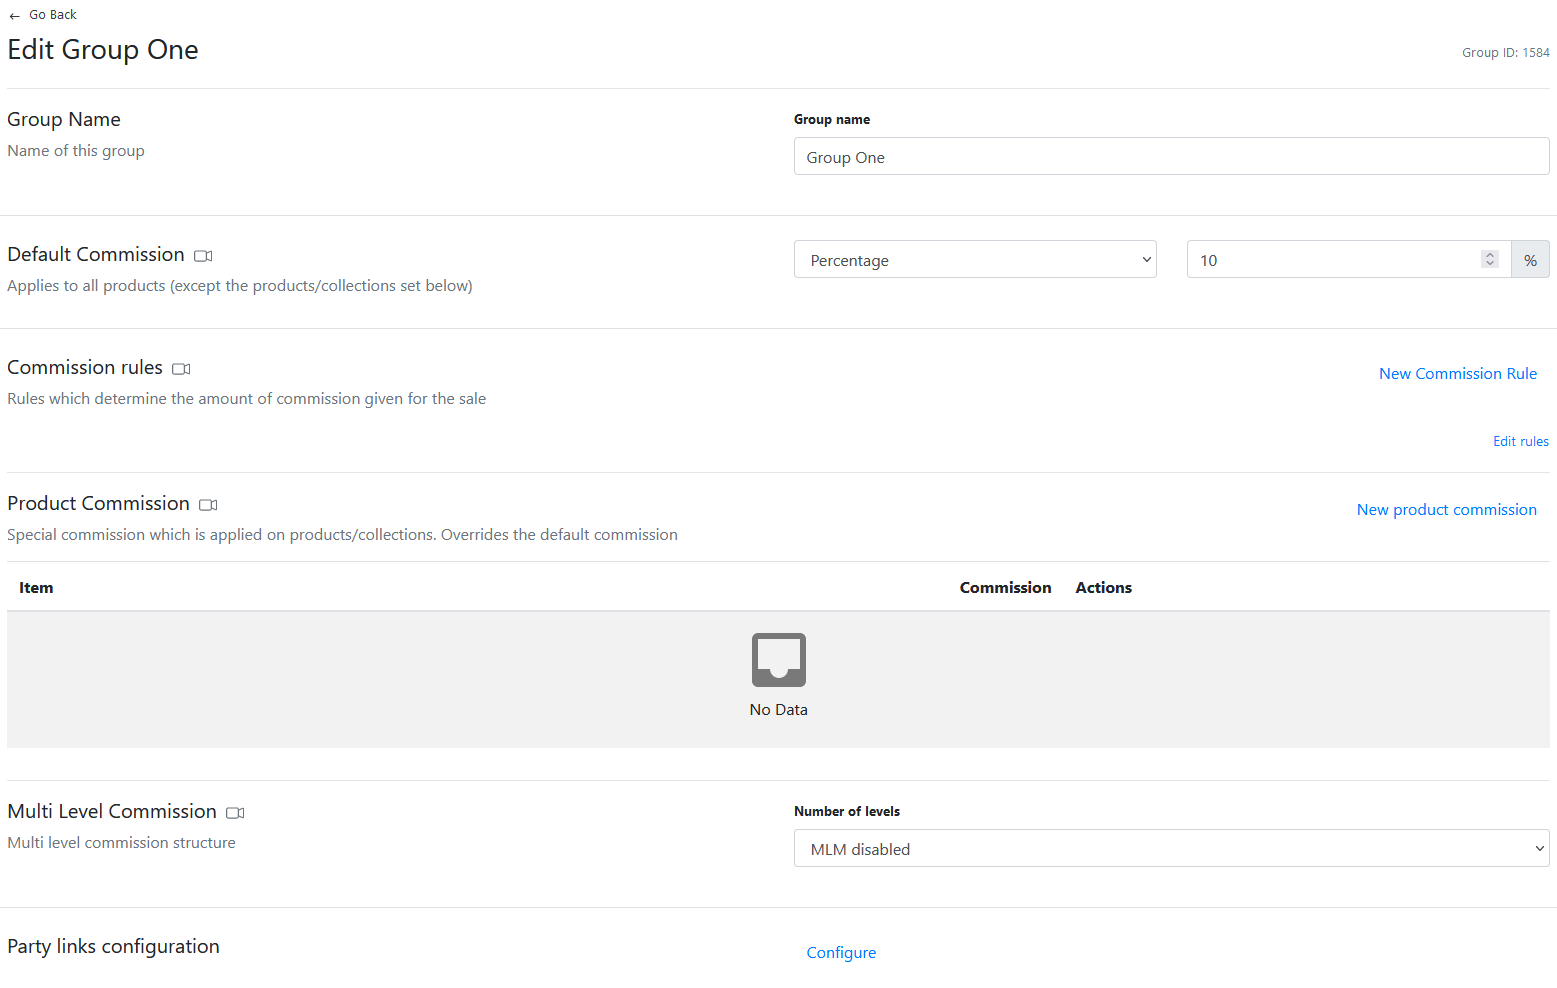 ← Go Back
Edit Group One
Group ID: 1584
Group Name
Name of this group
Group name
Group One
Default Commission
Applies to all products (except the products/collections set below)
Percentage
10
%
Commission rules
Rules which determine the amount of commission given for the sale
New Commission Rule
Edit rules
Product Commission
Special commission which is applied on products/collections. Overrides the default commission
New product commission
Item Commission Actions
No Data
Multi Level Commission
Multi level commission structure
Number of levels
MLM disabled
Party links configuration
Configure